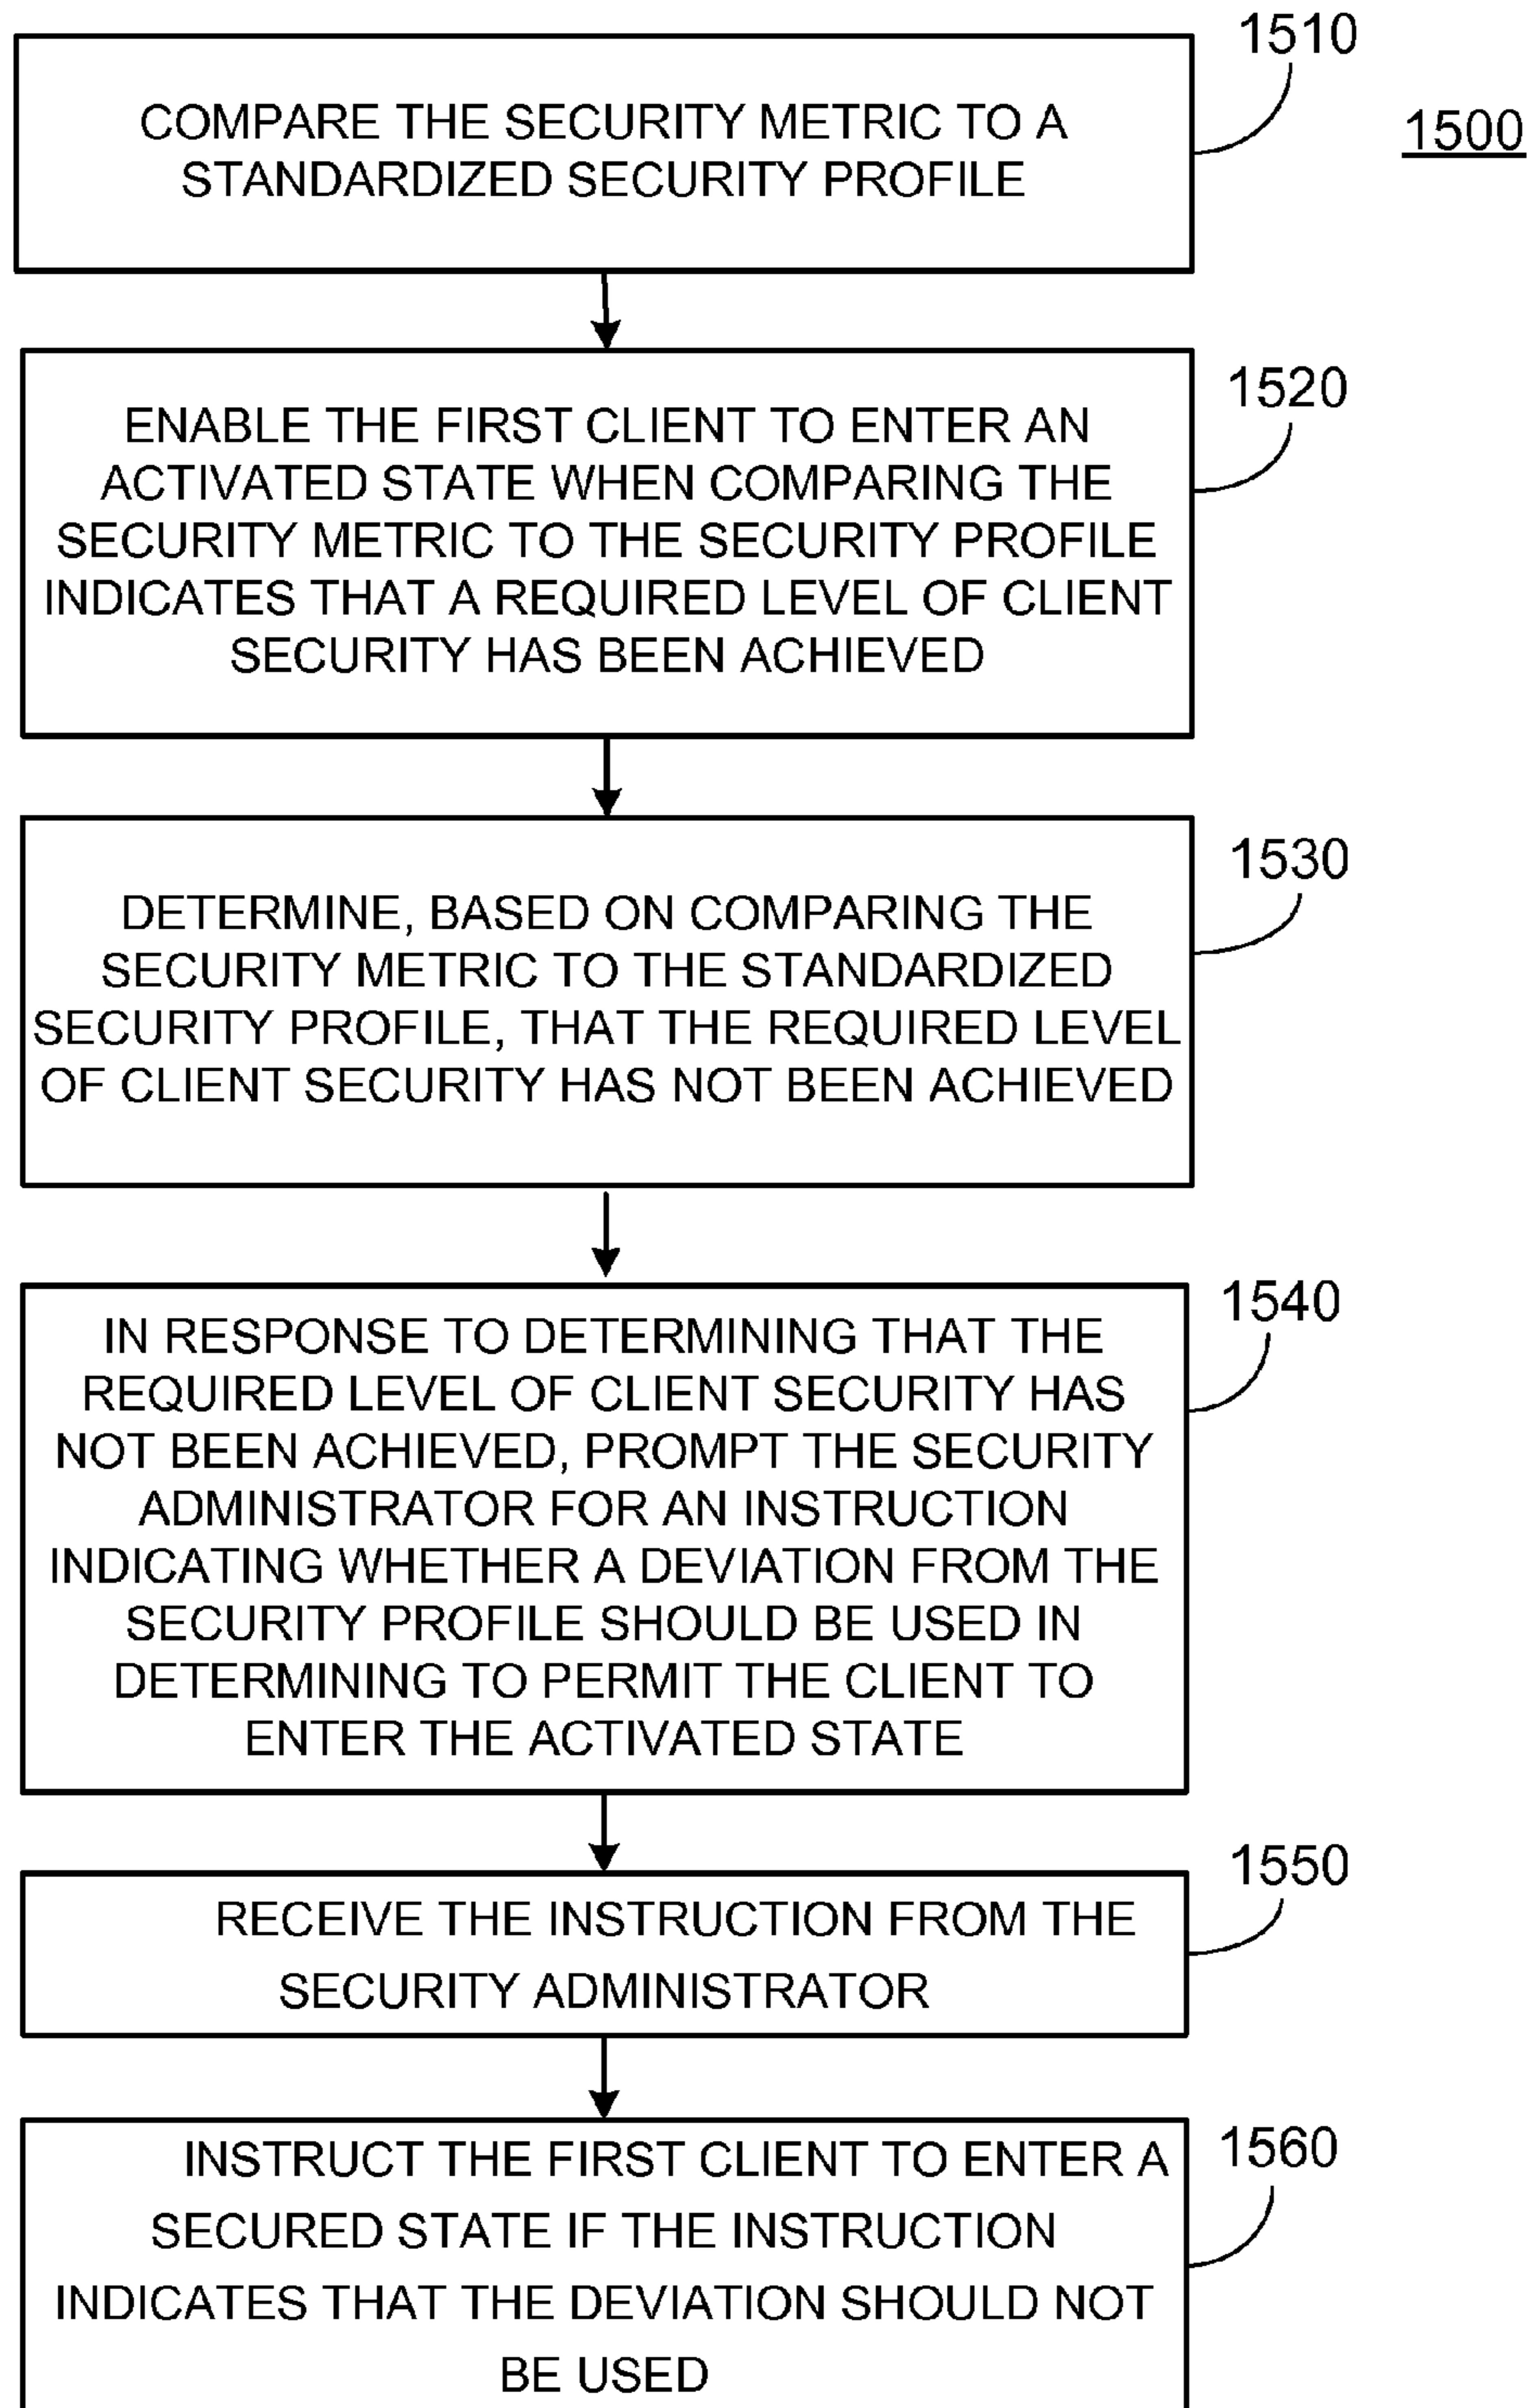 1510
1500
COMPARE THE SECURITY METRIC TO A
STANDARDIZED SECURITY PROFILE
1520
ENABLE THE FIRST CLIENT TO ENTER AN
ACTIVATED STATE WHEN COMPARING THE
SECURITY METRIC TO THE SECURITY PROFILE
INDICATES THAT A REQUIRED LEVEL OF CLIENT
SECURITY HAS BEEN ACHIEVED
1530
DETERMINE, BASED ON COMPARING THE
SECURITY METRIC TO THE STANDARDIZED
SECURITY PROFILE, THAT THE REQUIRED LEVEL
OF CLIENT SECURITY HAS NOT BEEN ACHIEVED
1540
IN RESPONSE TO DETERMINING THAT THE
REQUIRED LEVEL OF CLIENT SECURITY HAS
NOT BEEN ACHIEVED, PROMPT THE SECURITY
ADMINISTRATOR FOR AN INSTRUCTION
INDICATING WHETHER A DEVIATION FROM THE
SECURITY PROFILE SHOULD BE USED IN
DETERMINING TO PERMIT THE CLIENT TO
ENTER THE ACTIVATED STATE
1550
RECEIVE THE INSTRUCTION FROM THE
SECURITY ADMINISTRATOR
1560
INSTRUCT THE FIRST CLIENT TO ENTER A
SECURED STATE IF THE INSTRUCTION
INDICATES THAT THE DEVIATION SHOULD NOT
BE USED